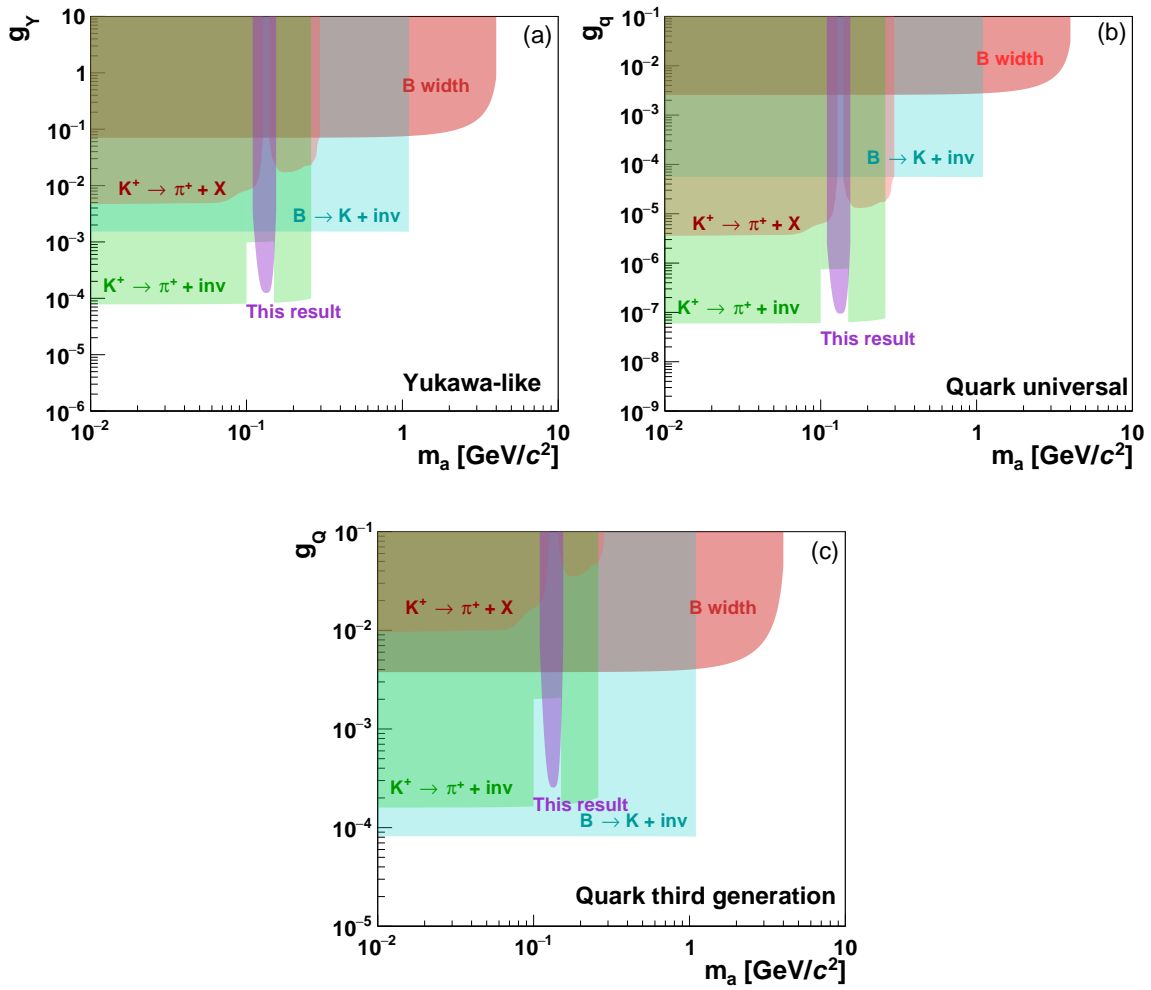 g_Y
10
1
10⁻¹
10⁻²
10⁻³
10⁻⁴
10⁻⁵
10⁻⁶
(a)
B width
K⁺ → π⁺ + X
B → K + inv
K⁺ → π⁺ + inv
This result
Yukawa-like
10⁻² 10⁻¹ 1 10
m_a [GeV/c²]
g_q
10⁻¹
10⁻²
10⁻³
10⁻⁴
10⁻⁵
10⁻⁶
10⁻⁷
10⁻⁸
10⁻⁹
(b)
B width
B → K + inv
K⁺ → π⁺ + X
K⁺ → π⁺ + inv
This result
Quark universal
10⁻² 10⁻¹ 1 10
m_a [GeV/c²]
g_Q
10⁻¹
10⁻²
10⁻³
10⁻⁴
10⁻⁵
(c)
K⁺ → π⁺ + X
B width
K⁺ → π⁺ + inv
This result
B → K + inv
Quark third generation
10⁻² 10⁻¹ 1 10
m_a [GeV/c²]